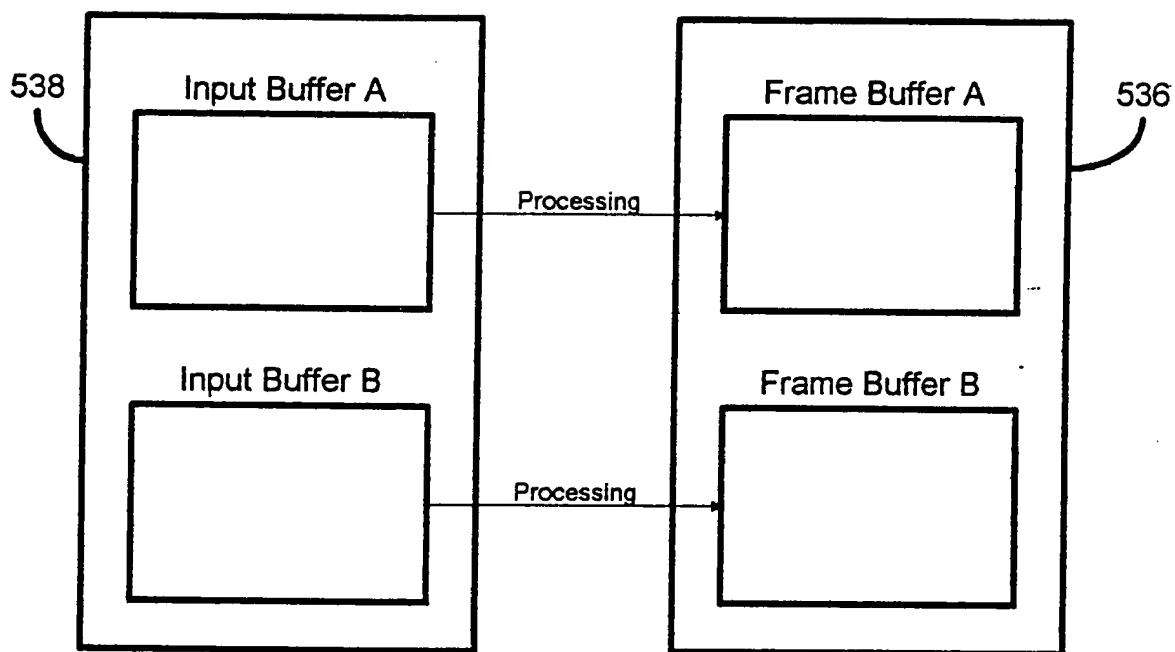 538
Input Buffer A
Frame Buffer A
536
Processing
Input Buffer B
Frame Buffer B
Processing